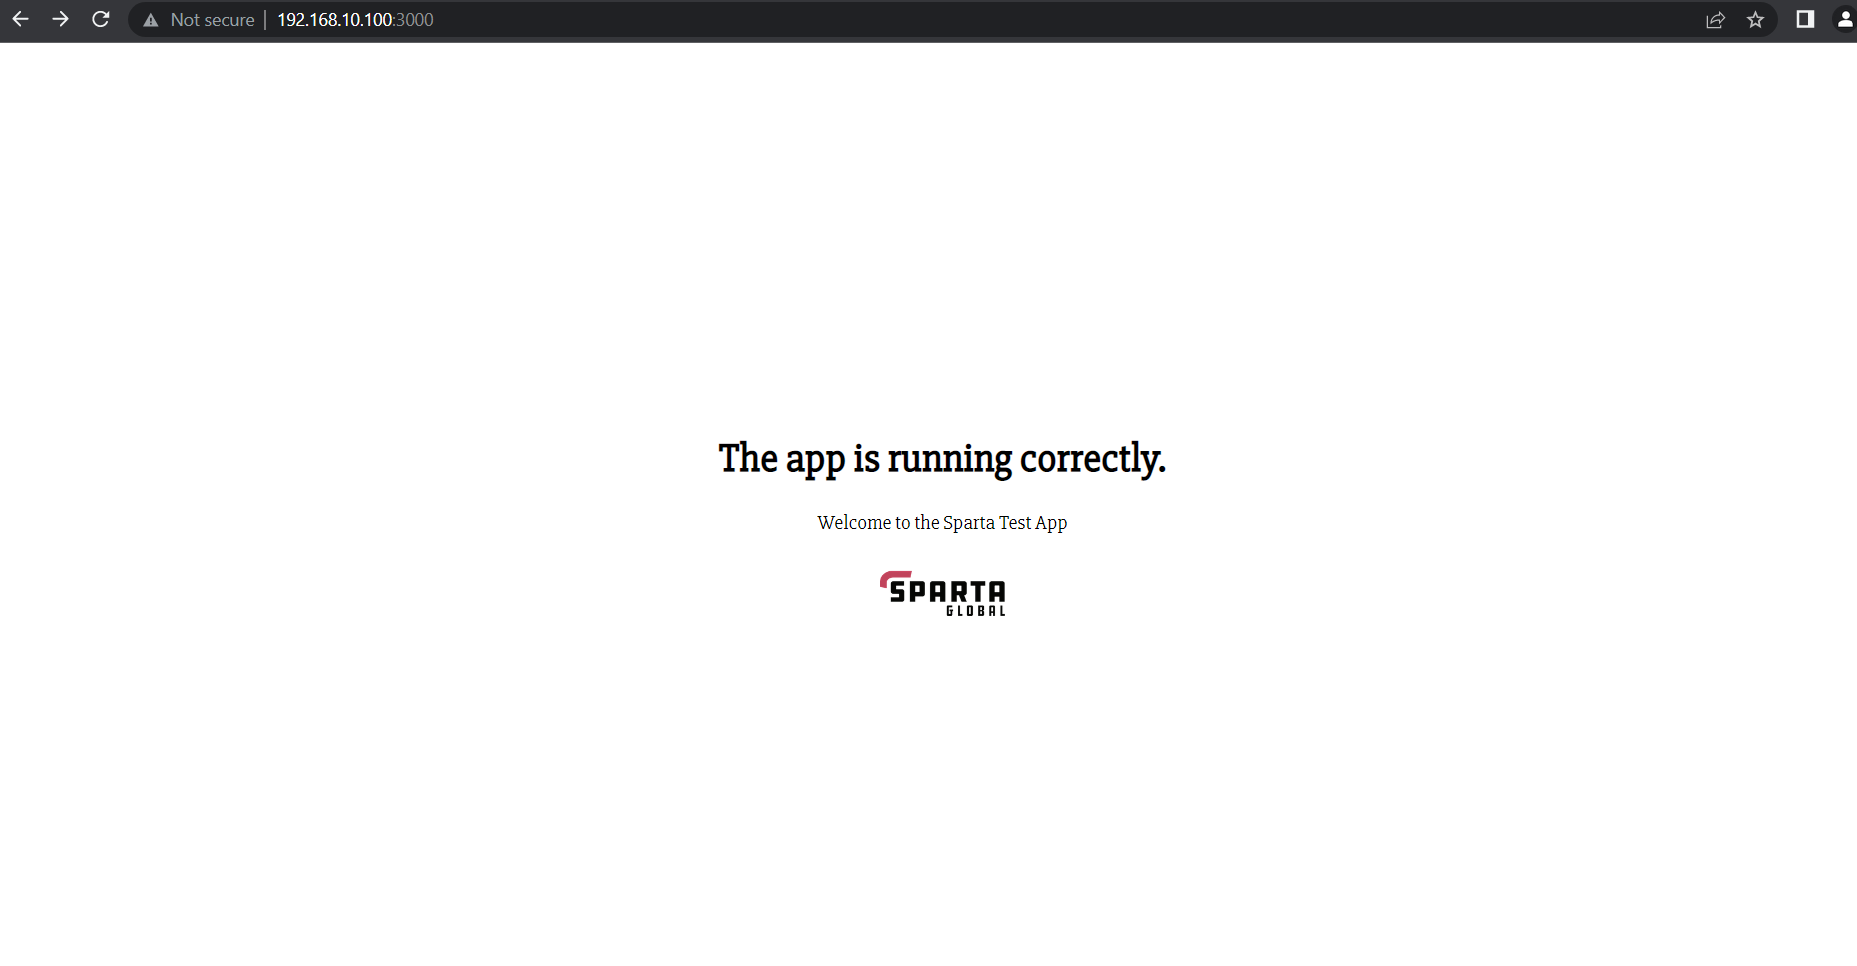 Not secure | 192.168.10.100:3000
The app is running correctly.
Welcome to the Sparta Test App
SPARTA
GLOBAL